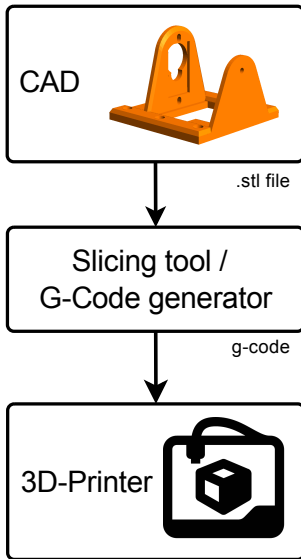 CAD
.stl file
Slicing tool /
G-Code generator
g-code
3D-Printer